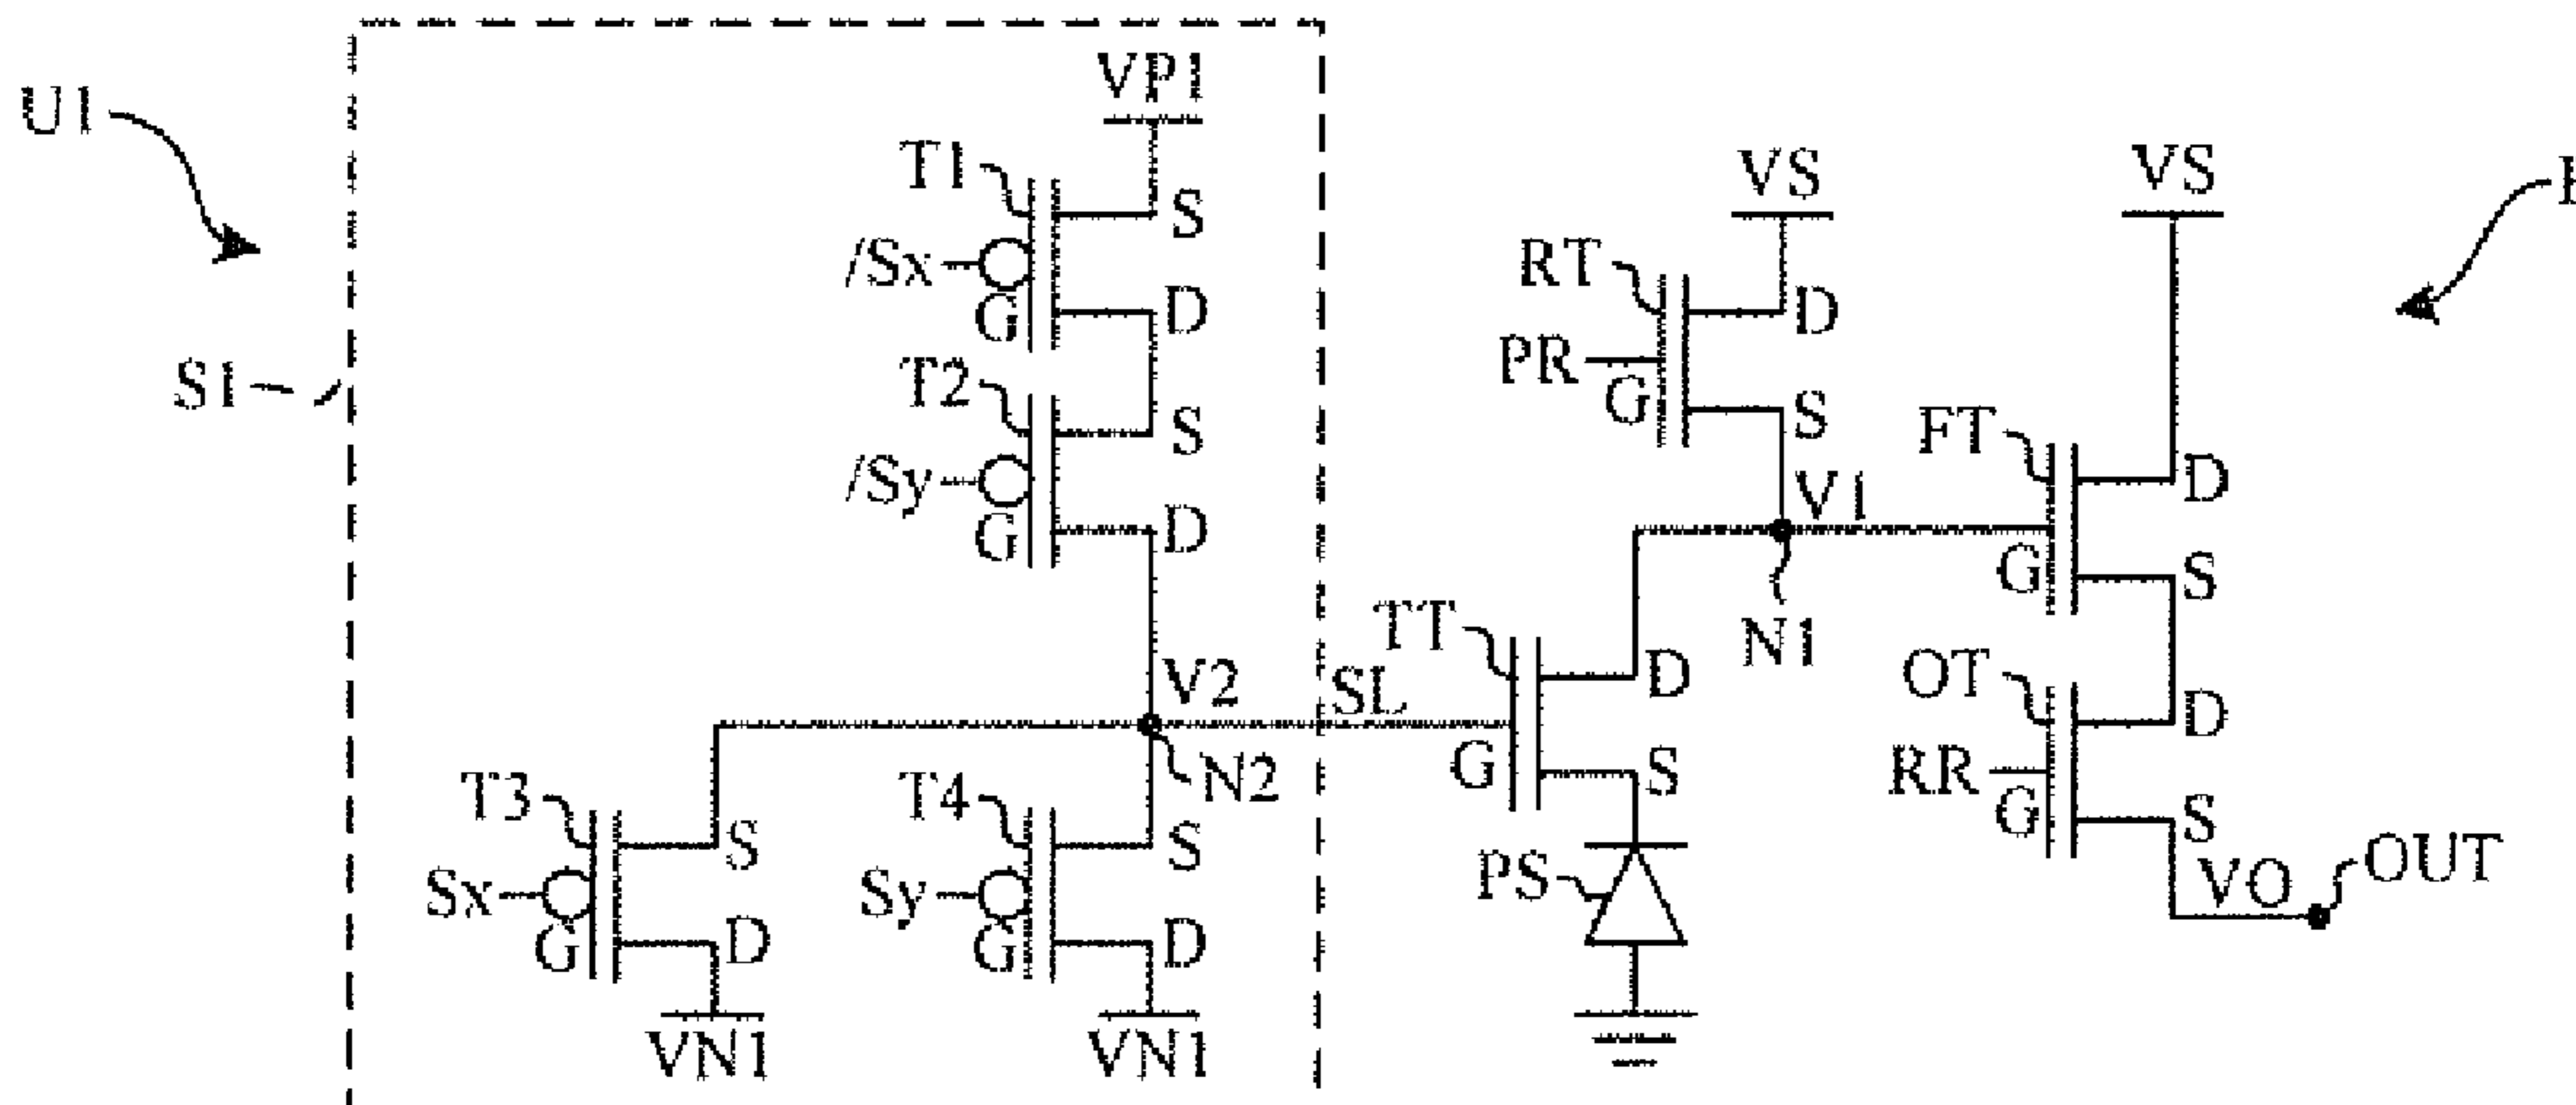 U1
VP1
T1
S
VS
VS
/Sx
G
D
RT
D
S1
T2
PR
G
S
S
FT
/Sy
G
D
V1
D
G
S
TT
N1
V2
SL
D
OT
D
G
S
RR
G
S
N2
T3
S
T4
S
PS
OUT
VO
Sx
G
D
Sy
G
D
VN1
VN1